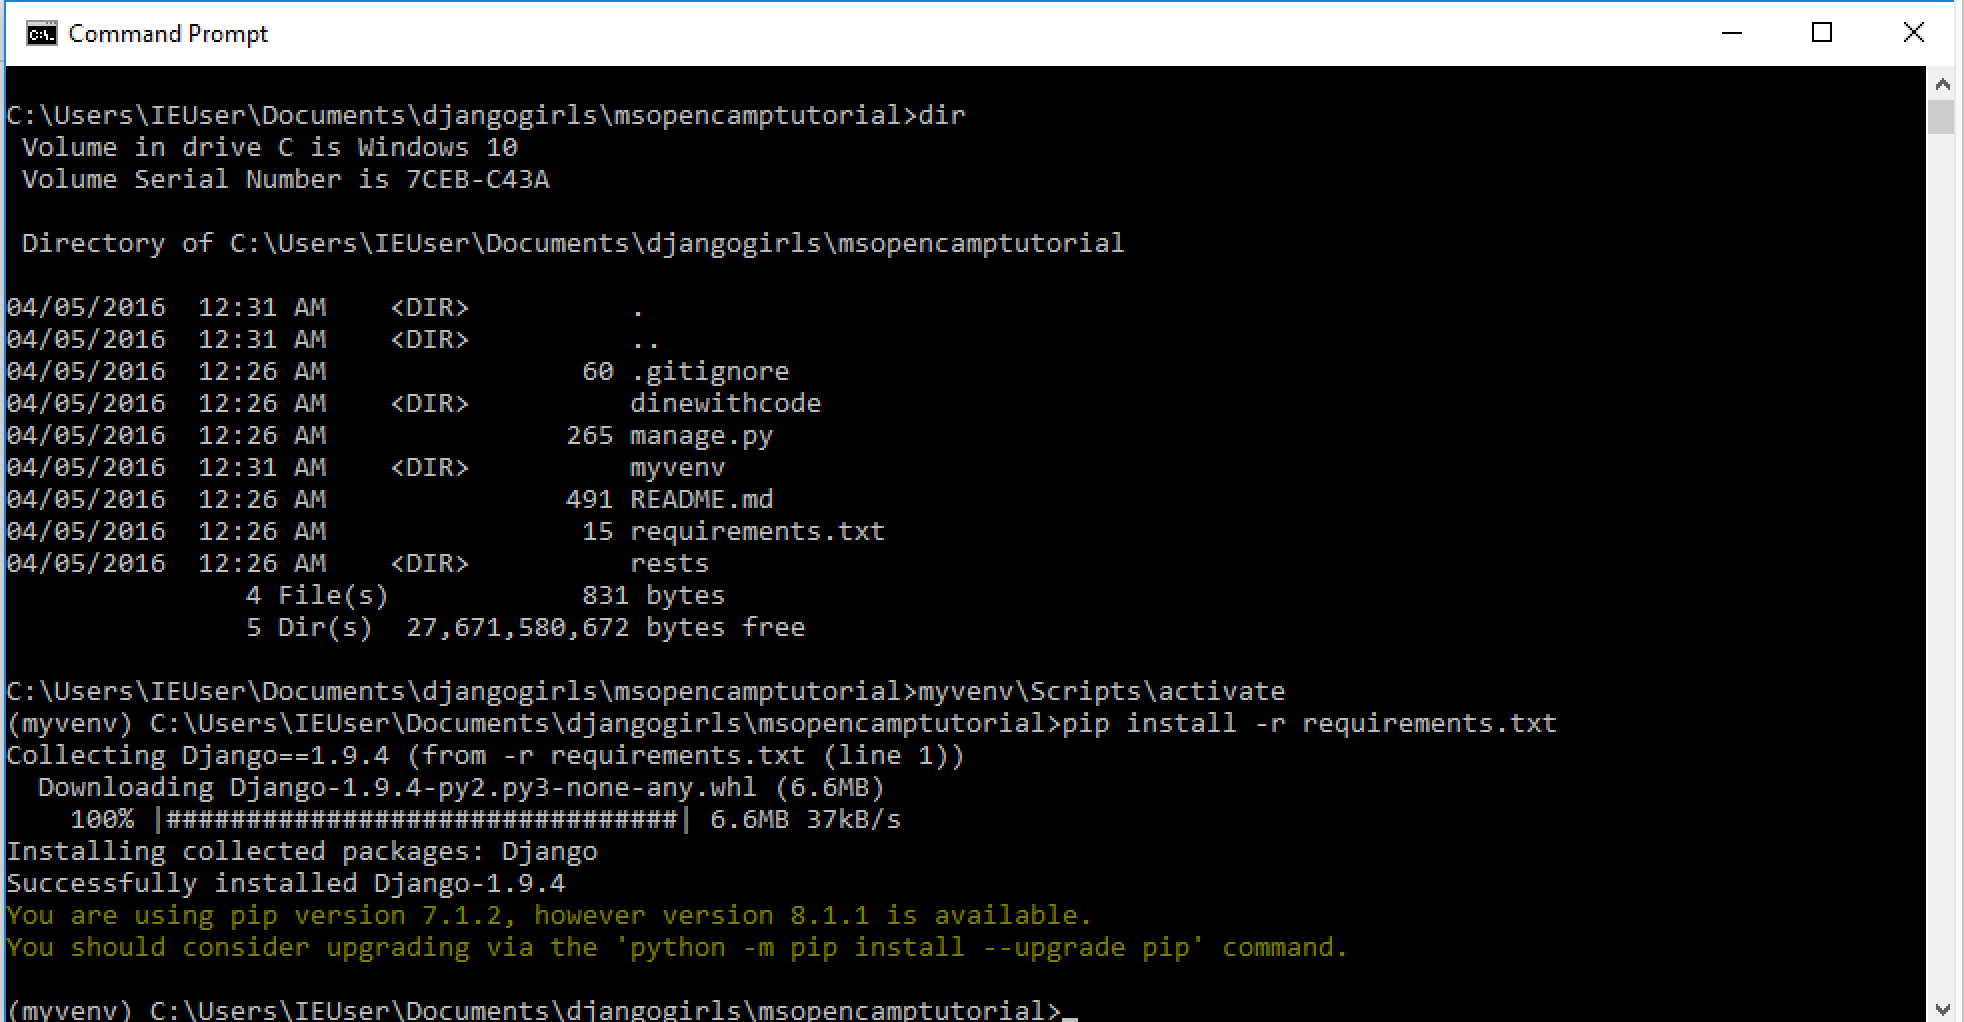 Command Prompt
C:\Users\IEUser\Documents\djangogirls\msopencamptutorial>dir
 Volume in drive C is Windows 10
 Volume Serial Number is 7CEB-C43A
 Directory of C:\Users\IEUser\Documents\djangogirls\msopencamptutorial
04/05/2016  12:31 AM    <DIR>          .
04/05/2016  12:31 AM    <DIR>          ..
04/05/2016  12:26 AM                60 .gitignore
04/05/2016  12:26 AM    <DIR>          dinewithcode
04/05/2016  12:26 AM               265 manage.py
04/05/2016  12:31 AM    <DIR>          myvenv
04/05/2016  12:26 AM               491 README.md
04/05/2016  12:26 AM                15 requirements.txt
04/05/2016  12:26 AM    <DIR>          rests
               4 File(s)            831 bytes
               5 Dir(s)  27,671,580,672 bytes free
C:\Users\IEUser\Documents\djangogirls\msopencamptutorial>myvenv\Scripts\activate
(myvenv) C:\Users\IEUser\Documents\djangogirls\msopencamptutorial>pip install -r requirements.txt
Collecting Django==1.9.4 (from -r requirements.txt (line 1))
  Downloading Django-1.9.4-py2.py3-none-any.whl (6.6MB)
    100% |################################| 6.6MB 37kB/s
Installing collected packages: Django
Successfully installed Django-1.9.4
You are using pip version 7.1.2, however version 8.1.1 is available.
You should consider upgrading via the 'python -m pip install --upgrade pip' command.
(myvenv) C:\Users\IEUser\Documents\djangogirls\msopencamptutorial>_